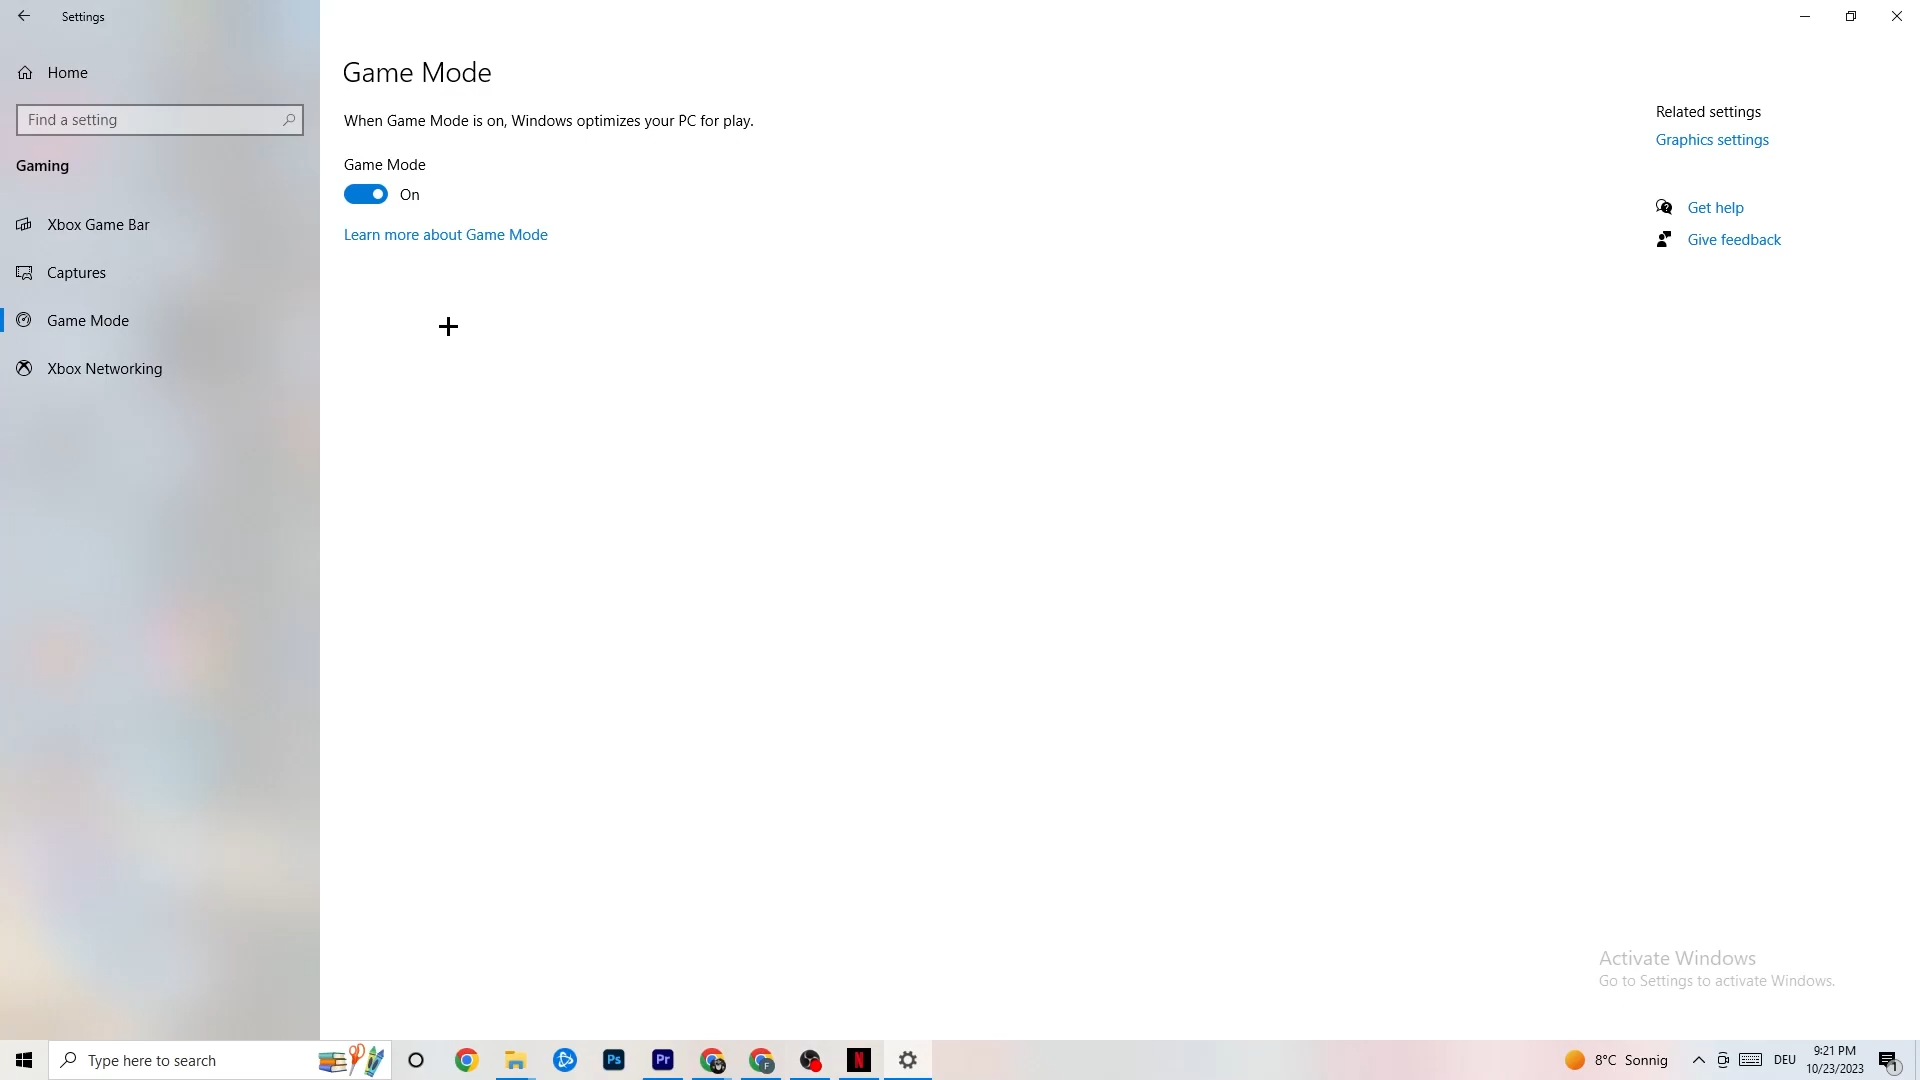 Settings
Home
Find a setting
Gaming
Xbox Game Bar
Captures
Game Mode
Xbox Networking
Game Mode
When Game Mode is on, Windows optimizes your PC for play.
Game Mode
On
Learn more about Game Mode
Related settings
Graphics settings
Get help
Give feedback
Activate Windows
Go to Settings to activate Windows.
Type here to search
Ps
Pr
F
N
8°C Sonnig
DEU
9:21 PM
10/23/2023
1